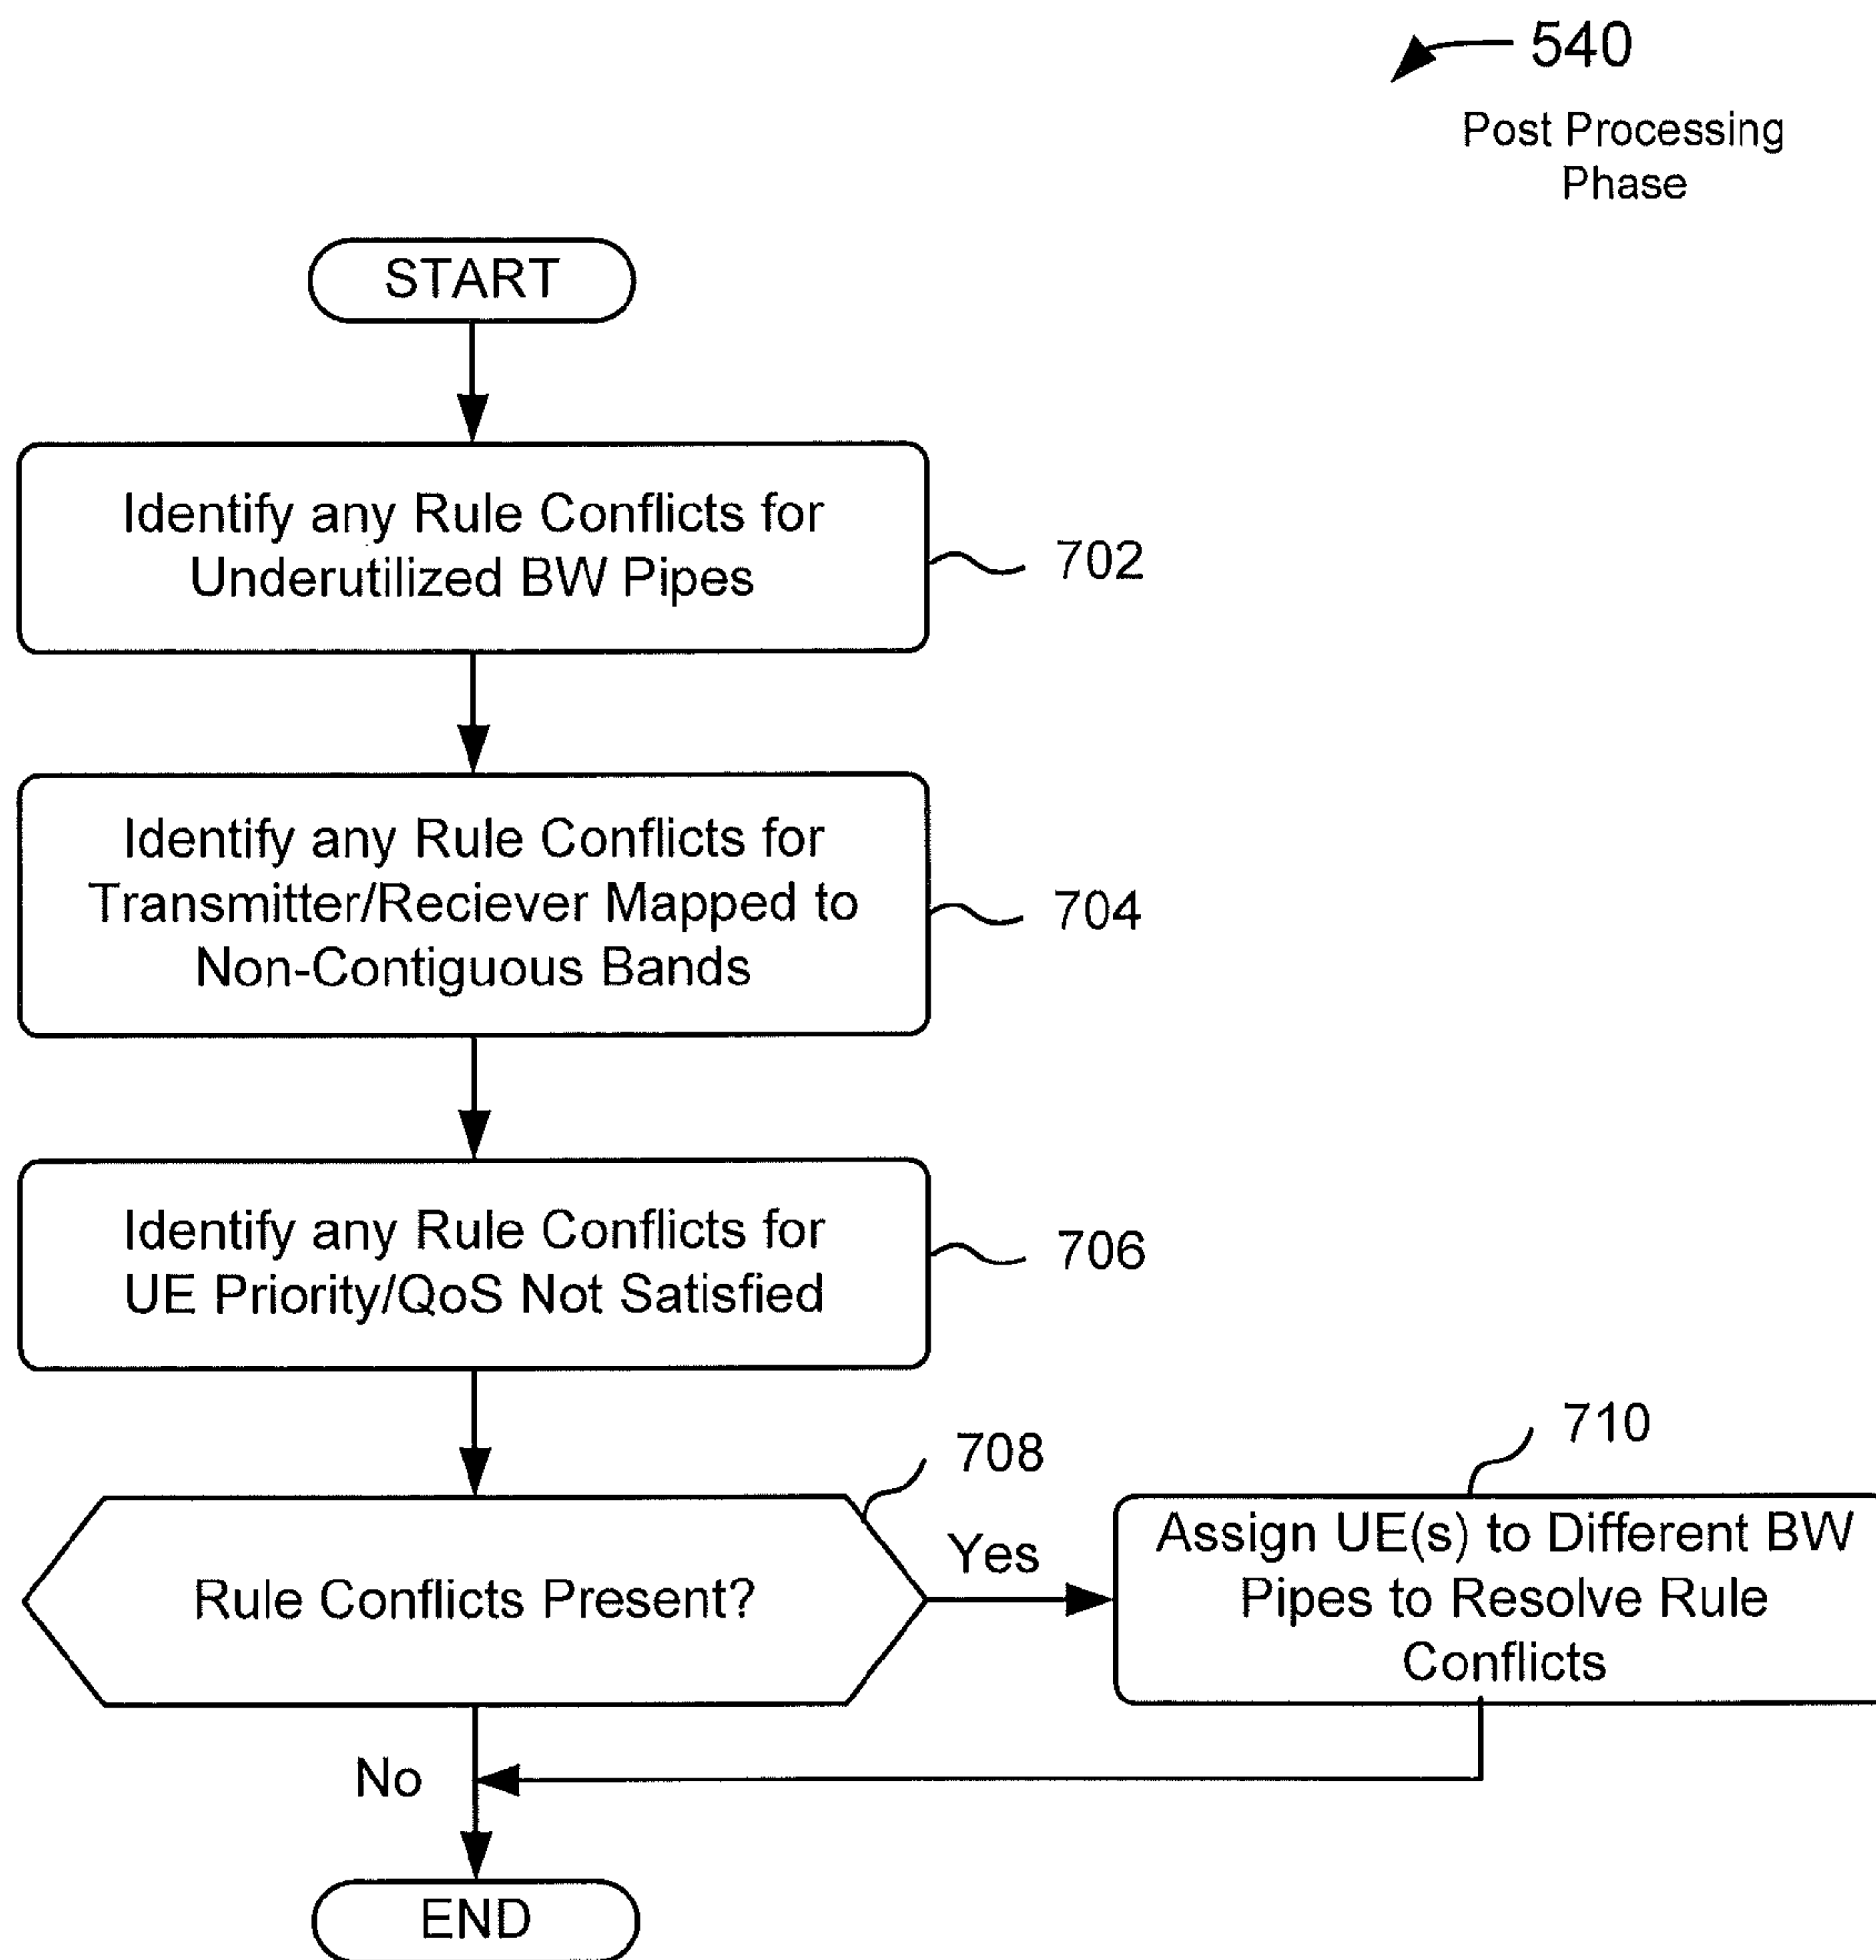 540
Post Processing
Phase
START
Identify any Rule Conflicts for
Underutilized BW Pipes
702
Identify any Rule Conflicts for
Transmitter/Reciever Mapped to
Non-Contiguous Bands
704
Identify any Rule Conflicts for
UE Priority/QoS Not Satisfied
706
708
Rule Conflicts Present?
Yes
710
Assign UE(s) to Different BW
Pipes to Resolve Rule
Conflicts
No
END